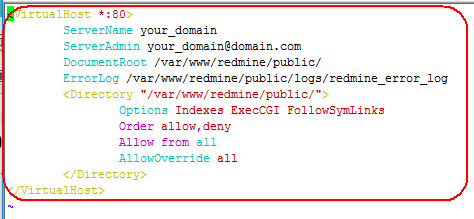 <VirtualHost *:80>
ServerName your_domain
ServerAdmin your_domain@domain.com
DocumentRoot /var/www/redmine/public/
ErrorLog /var/www/redmine/public/logs/redmine_error_log
<Directory "/var/www/redmine/public/">
Options Indexes ExecCGI FollowSymLinks
Order allow,deny
Allow from all
AllowOverride all
</Directory>
</VirtualHost>
~